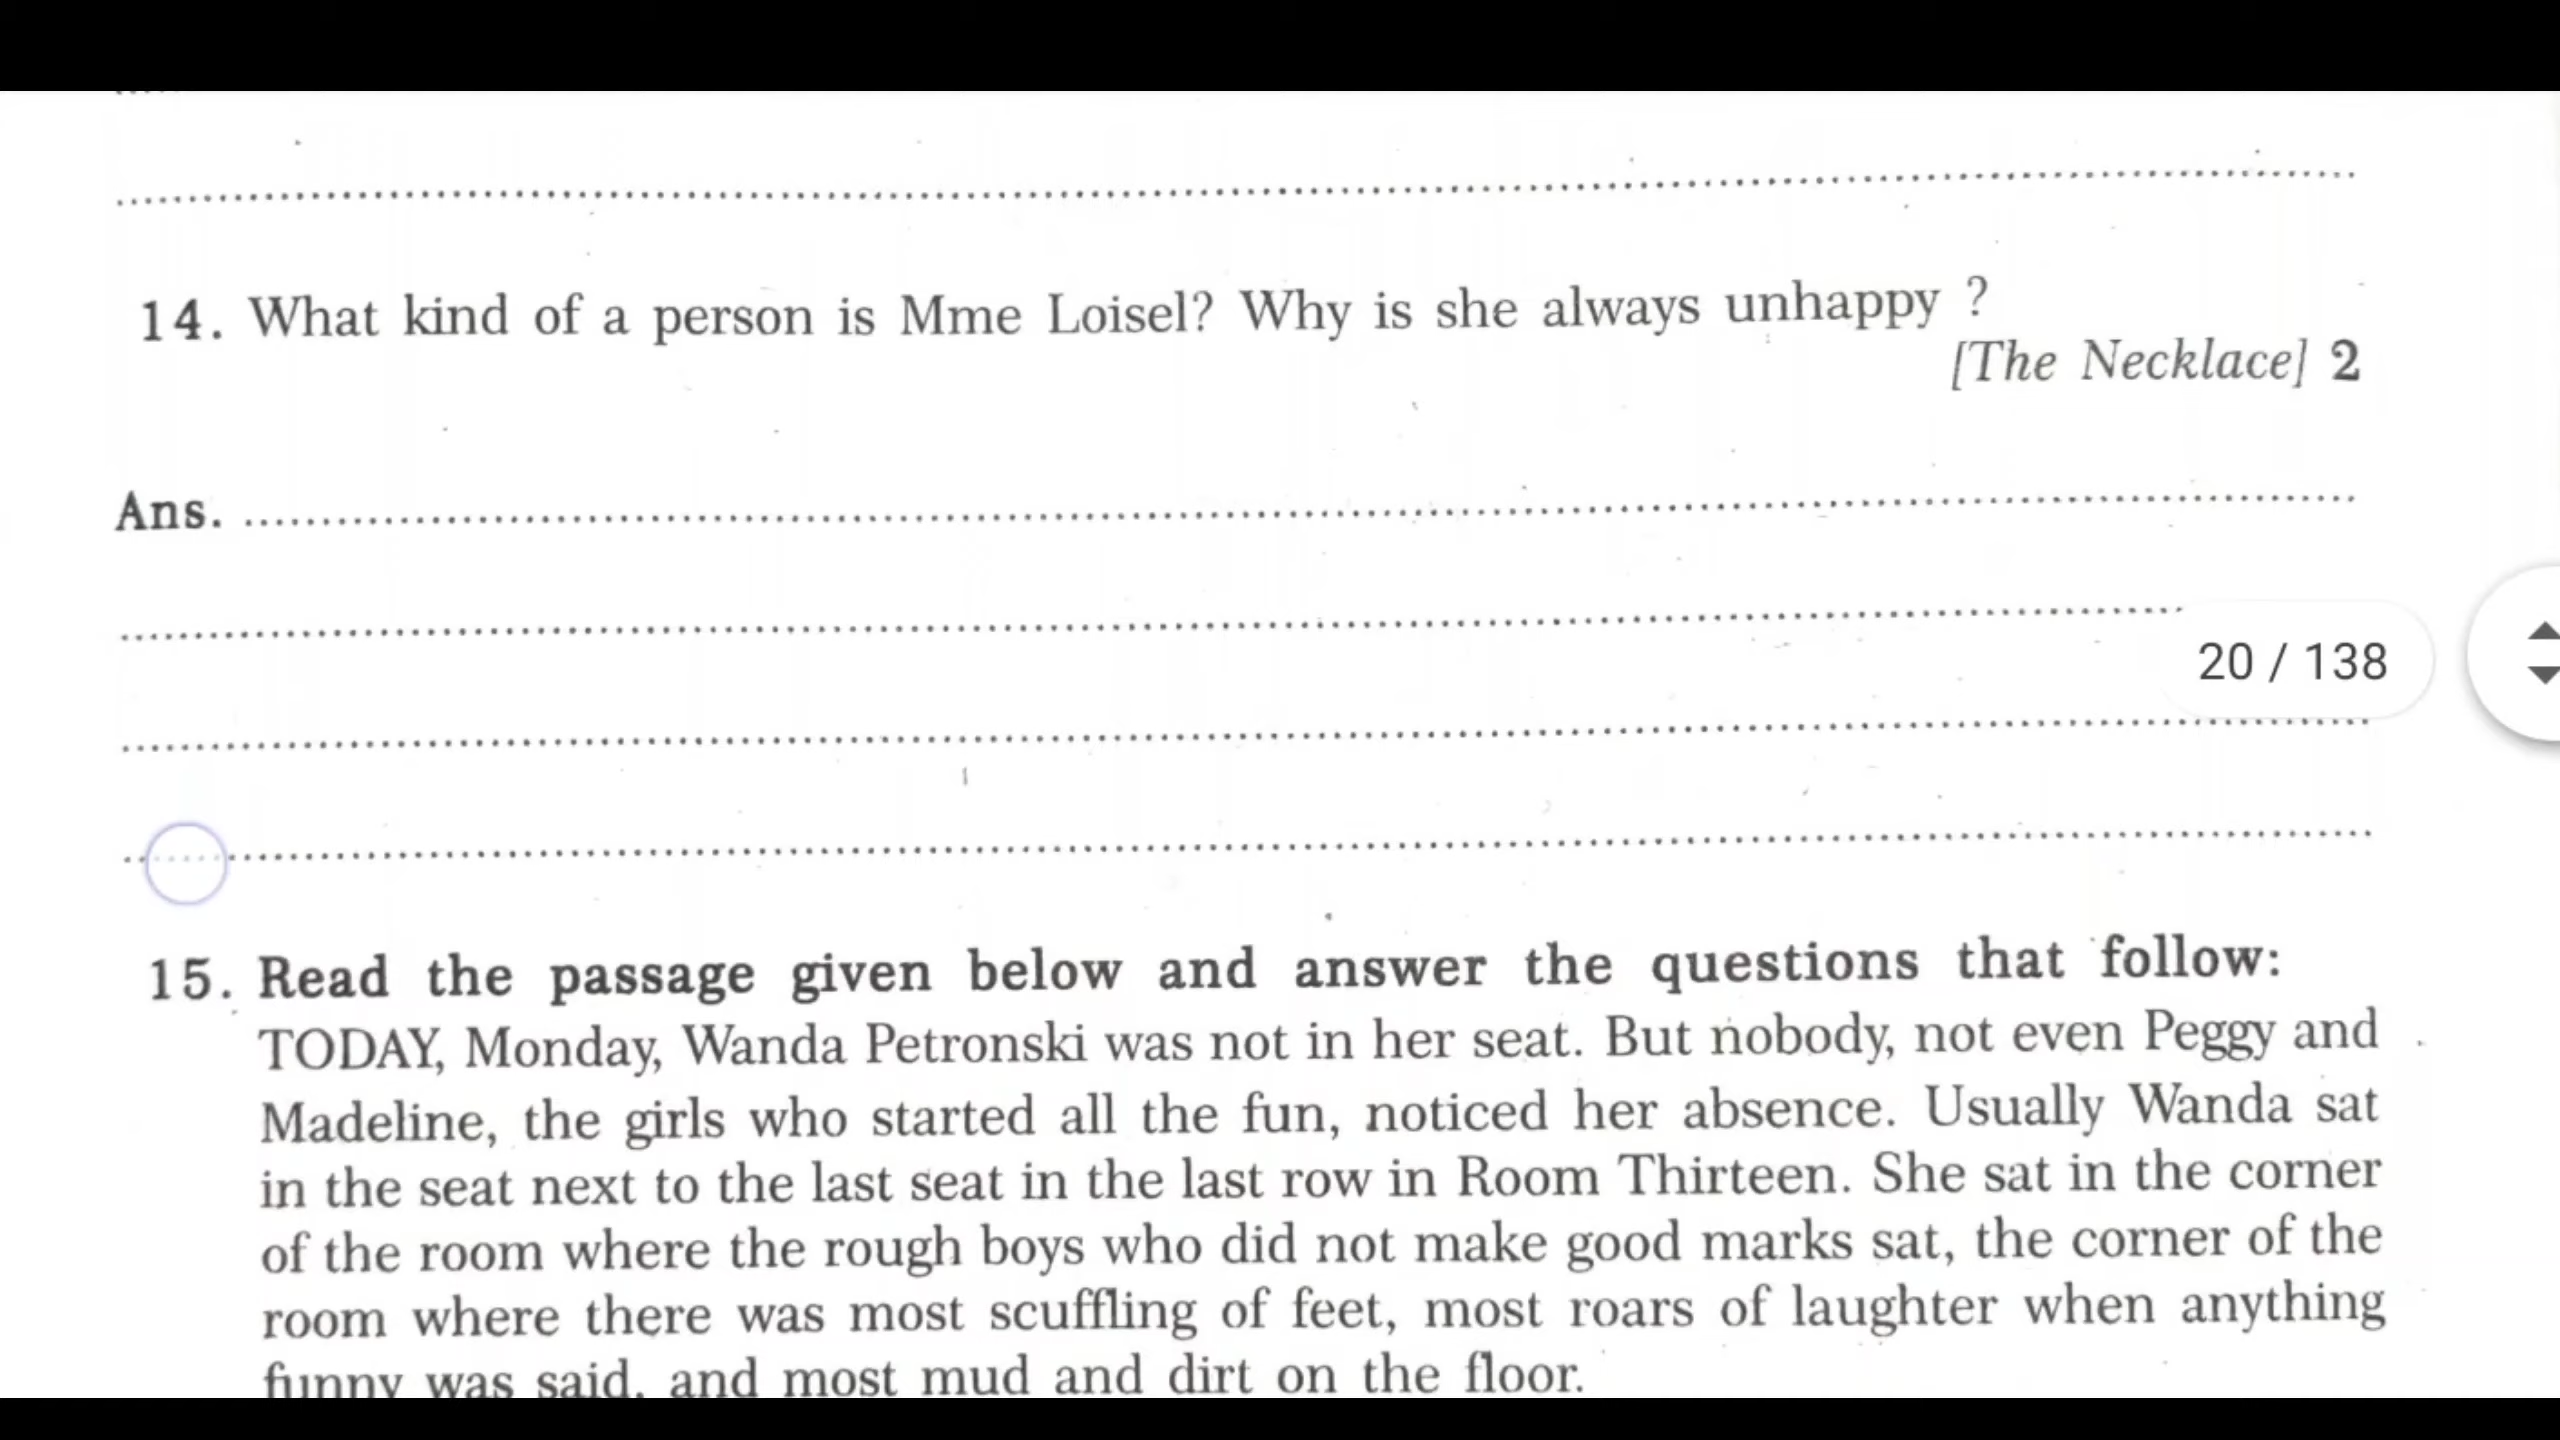 14. What kind of a person is Mme Loisel? Why is she always unhappy ?
[The Necklace] 2
Ans.
20 / 138
15. Read the passage given below and answer the questions that follow:
TODAY, Monday, Wanda Petronski was not in her seat. But nobody, not even Peggy and
Madeline, the girls who started all the fun, noticed her absence. Usually Wanda sat
in the seat next to the last seat in the last row in Room Thirteen. She sat in the corner
of the room where the rough boys who did not make good marks sat, the corner of the
room where there was most scuffling of feet, most roars of laughter when anything
funny was said, and most mud and dirt on the floor.